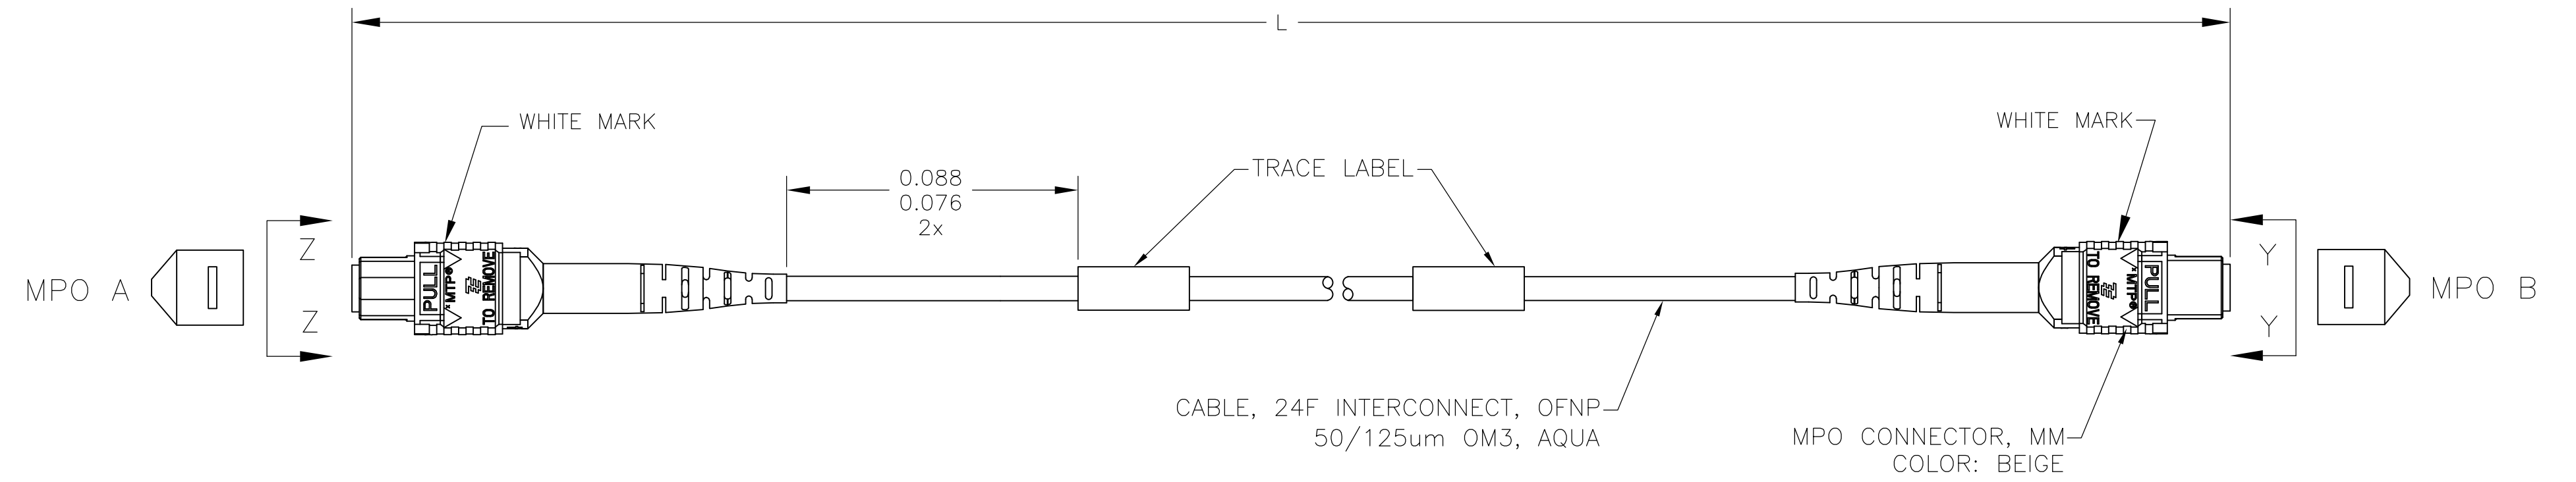 L
WHITE MARK
WHITE MARK
TRACE LABEL
0.088
0.076
2x
Z
Z
Y
Y
MPO A
PULL
MTP®
TO REMOVE
TO REMOVE
MTP®
PULL
MPO B
CABLE, 24F INTERCONNECT, OFNP
50/125um OM3, AQUA
MPO CONNECTOR, MM
COLOR: BEIGE